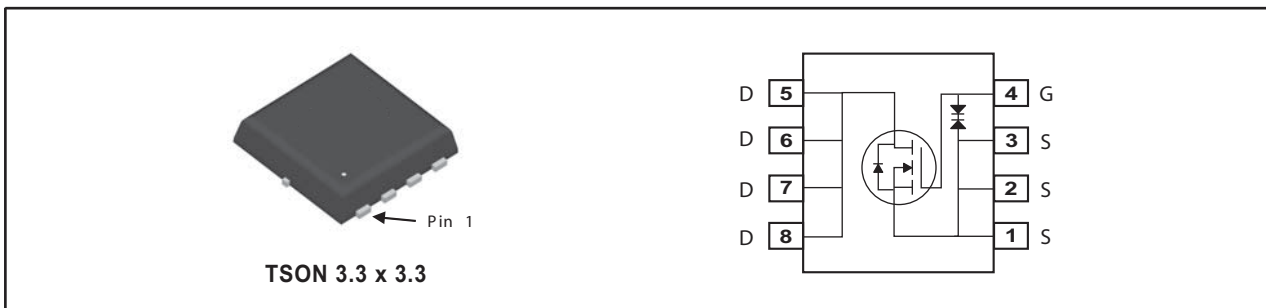 Pin 1
TSON 3.3 x 3.3
D 5 4 G
D 6 3 S
D 7 2 S
D 8 1 S